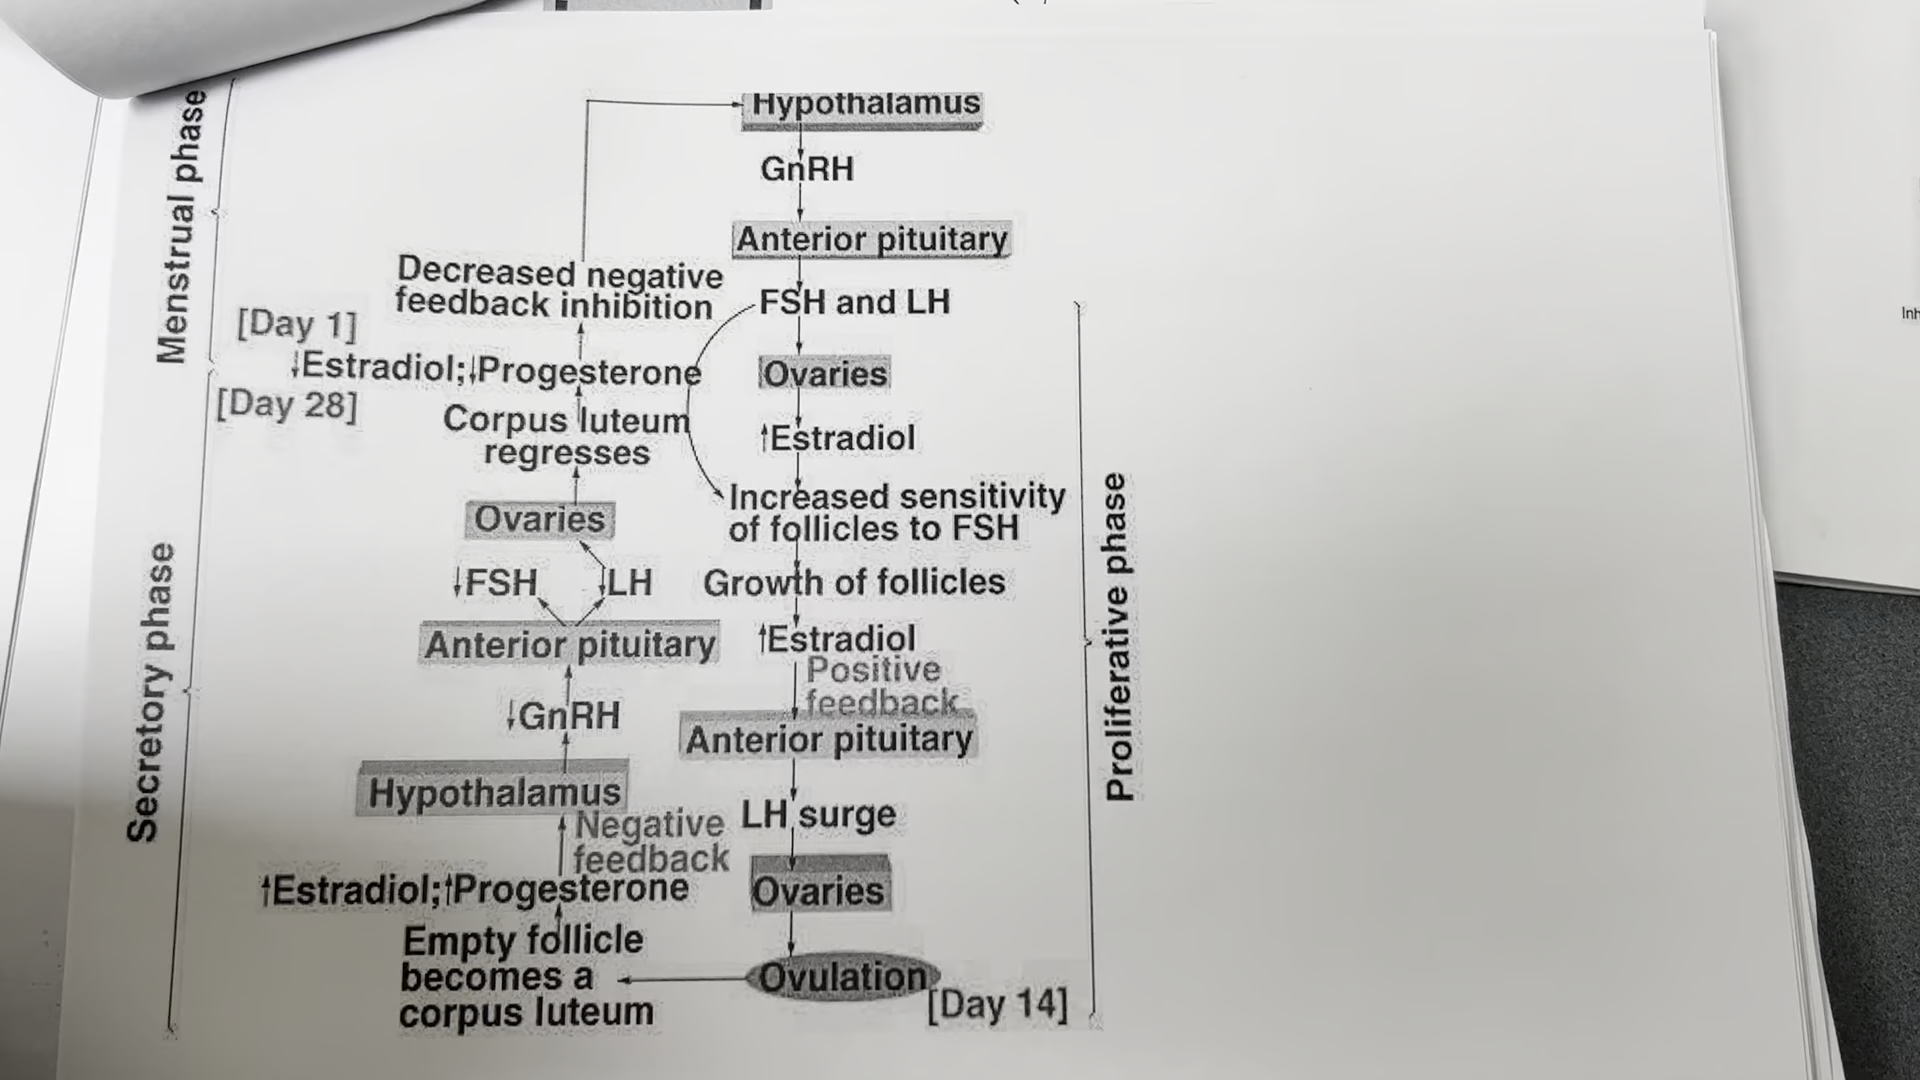 Menstrual phase
Hypothalamus
GnRH
Anterior pituitary
Decreased negative
feedback inhibition
FSH and LH
[Day 1]
↓Estradiol;↓Progesterone
Ovaries
[Day 28]
Corpus luteum
regresses
↑Estradiol
Increased sensitivity
of follicles to FSH
Ovaries
↓FSH
↓LH
Growth of follicles
Anterior pituitary
↑Estradiol
Positive
feedback
↓GnRH
Anterior pituitary
Hypothalamus
Negative
feedback
LH surge
↑Estradiol;↑Progesterone
Ovaries
Empty follicle
becomes a
corpus luteum
Ovulation
[Day 14]
Secretory phase
Proliferative phase
Inh